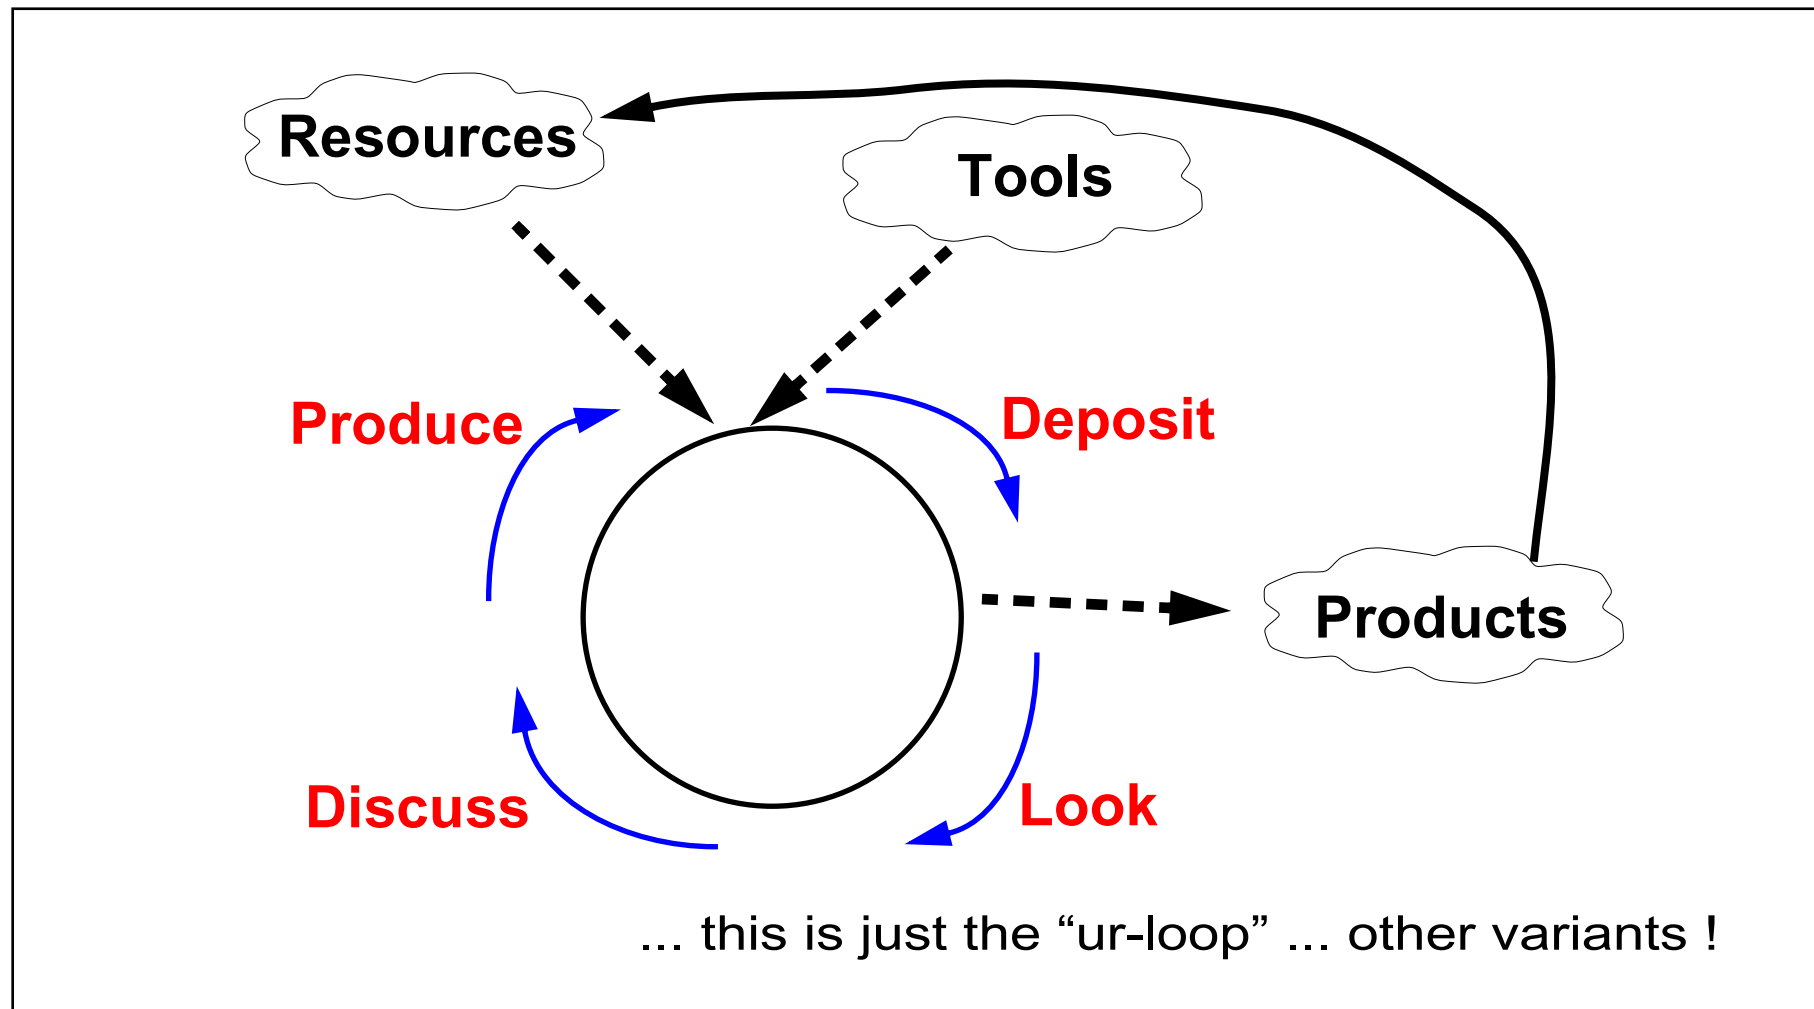 Resources
Tools
Produce
Deposit
Products
Discuss
Look
... this is just the “ur-loop” ... other variants !